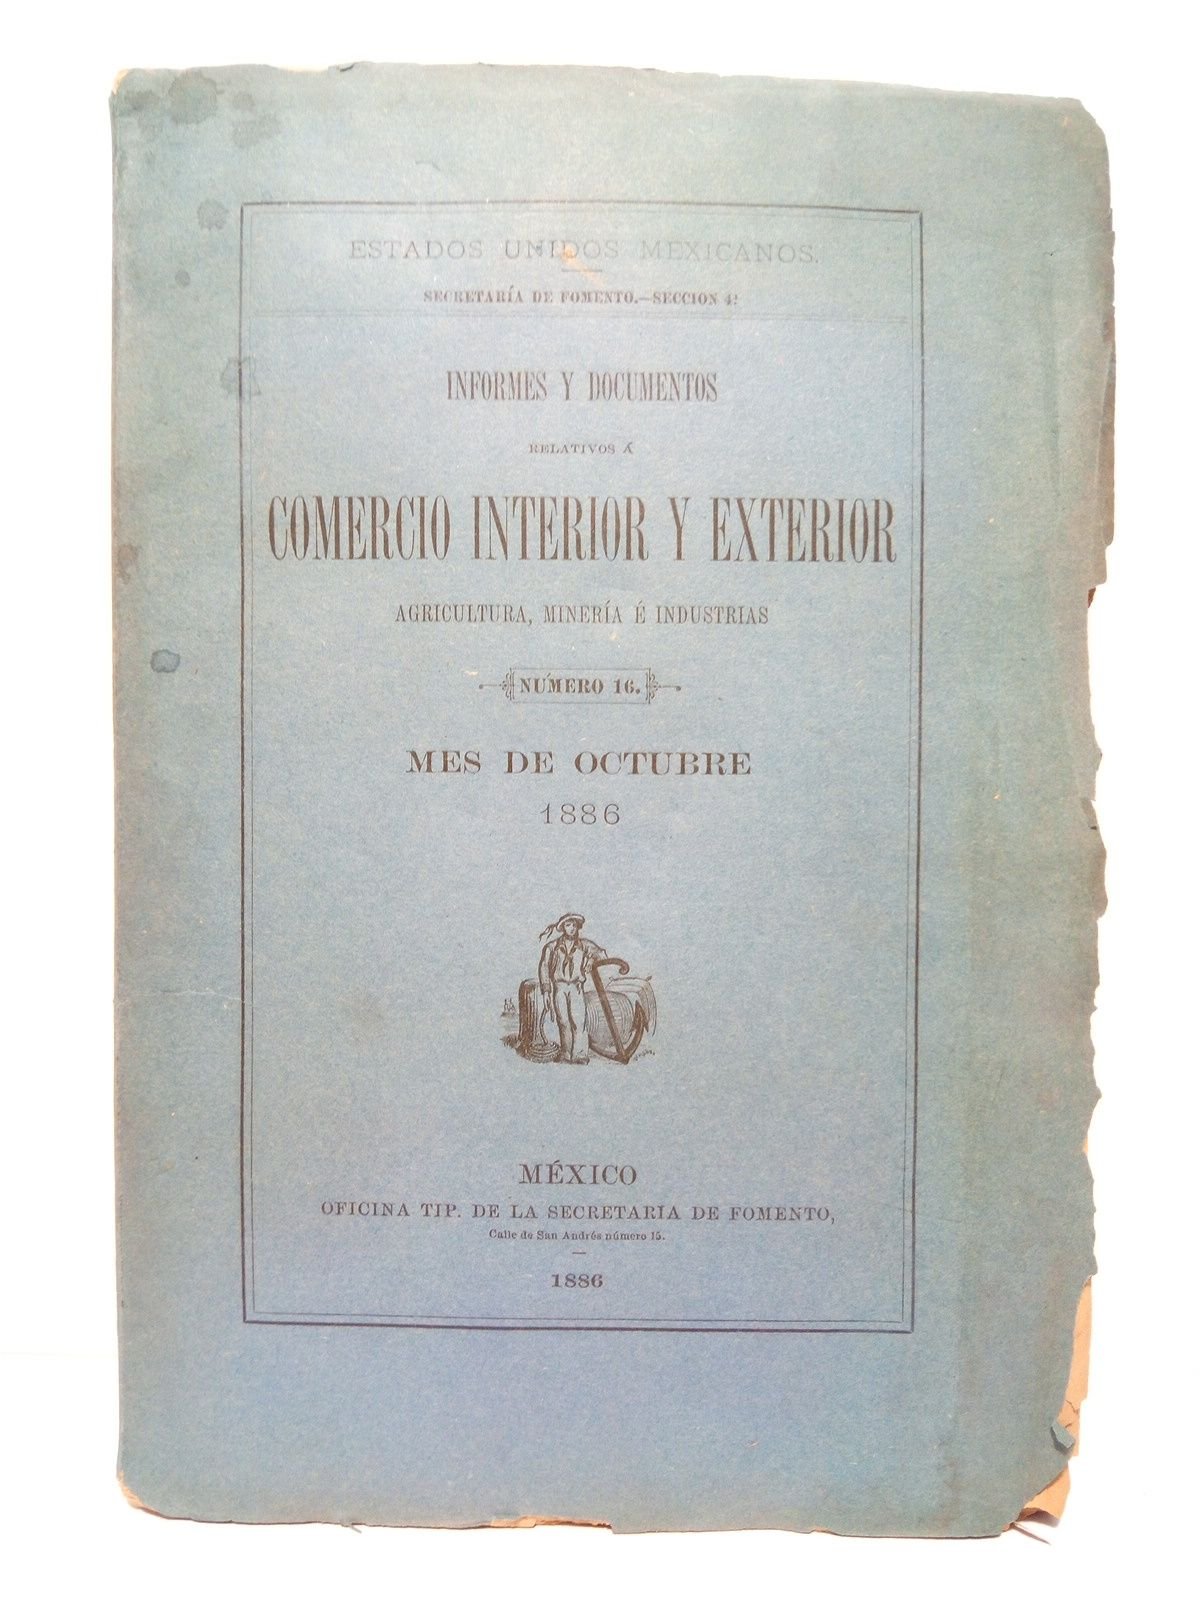 ESTADOS UNIDOS MEXICANOS.
SECRETARÍA DE FOMENTO.—SECCION 4ª
INFORMES Y DOCUMENTOS
RELATIVOS Á
COMERCIO INTERIOR Y EXTERIOR
AGRICULTURA, MINERÍA É INDUSTRIAS
NÚMERO 16.
MES DE OCTUBRE
1886
MÉXICO
OFICINA TIP. DE LA SECRETARIA DE FOMENTO,
Calle de San Andrés número 15.
1886